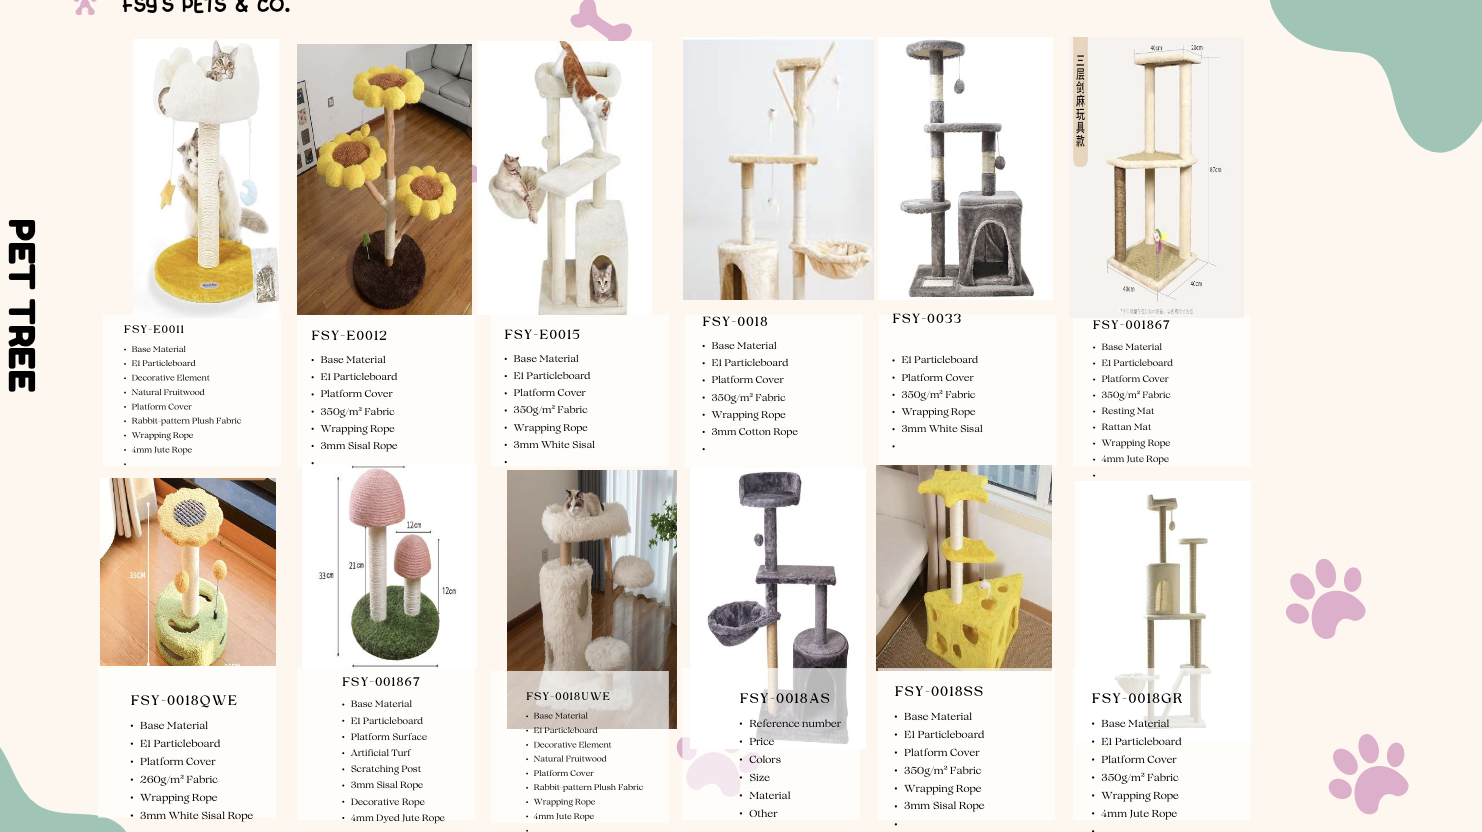 FSY'S PETS & CO.
PET TREE
三层剑麻玩具款
40cm
20cm
87cm
40cm
40cm
FSY-E0011
• Base Material
• E1 Particleboard
• Decorative Element
• Natural Fruitwood
• Platform Cover
• Rabbit-pattern Plush Fabric
• Wrapping Rope
• 4mm Jute Rope
•
FSY-E0012
• Base Material
• E1 Particleboard
• Platform Cover
• 350g/m² Fabric
• Wrapping Rope
• 3mm Sisal Rope
•
FSY-E0015
• Base Material
• E1 Particleboard
• Platform Cover
• 350g/m² Fabric
• Wrapping Rope
• 3mm White Sisal
•
FSY-0018
• Base Material
• E1 Particleboard
• Platform Cover
• 350g/m² Fabric
• Wrapping Rope
• 3mm Cotton Rope
•
FSY-0033
• E1 Particleboard
• Platform Cover
• 350g/m² Fabric
• Wrapping Rope
• 3mm White Sisal
•
FSY-001867
• Base Material
• E1 Particleboard
• Platform Cover
• 350g/m² Fabric
• Resting Mat
• Rattan Mat
• Wrapping Rope
• 4mm Jute Rope
•
35CM
FSY-0018QWE
• Base Material
• E1 Particleboard
• Platform Cover
• 260g/m² Fabric
• Wrapping Rope
• 3mm White Sisal Rope
12cm
33cm
21cm
12cm
FSY-001867
• Base Material
• E1 Particleboard
• Platform Surface
• Artificial Turf
• Scratching Post
• 3mm Sisal Rope
• Decorative Rope
• 4mm Dyed Jute Rope
FSY-0018UWE
• Base Material
• E1 Particleboard
• Decorative Element
• Natural Fruitwood
• Platform Cover
• Rabbit-pattern Plush Fabric
• Wrapping Rope
• 4mm Jute Rope
•
FSY-0018AS
• Reference number
• Price
• Colors
• Size
• Material
• Other
FSY-0018SS
• Base Material
• E1 Particleboard
• Platform Cover
• 350g/m² Fabric
• Wrapping Rope
• 3mm Sisal Rope
•
FSY-0018GR
• Base Material
• E1 Particleboard
• Platform Cover
• 350g/m² Fabric
• Wrapping Rope
• 4mm Jute Rope
•